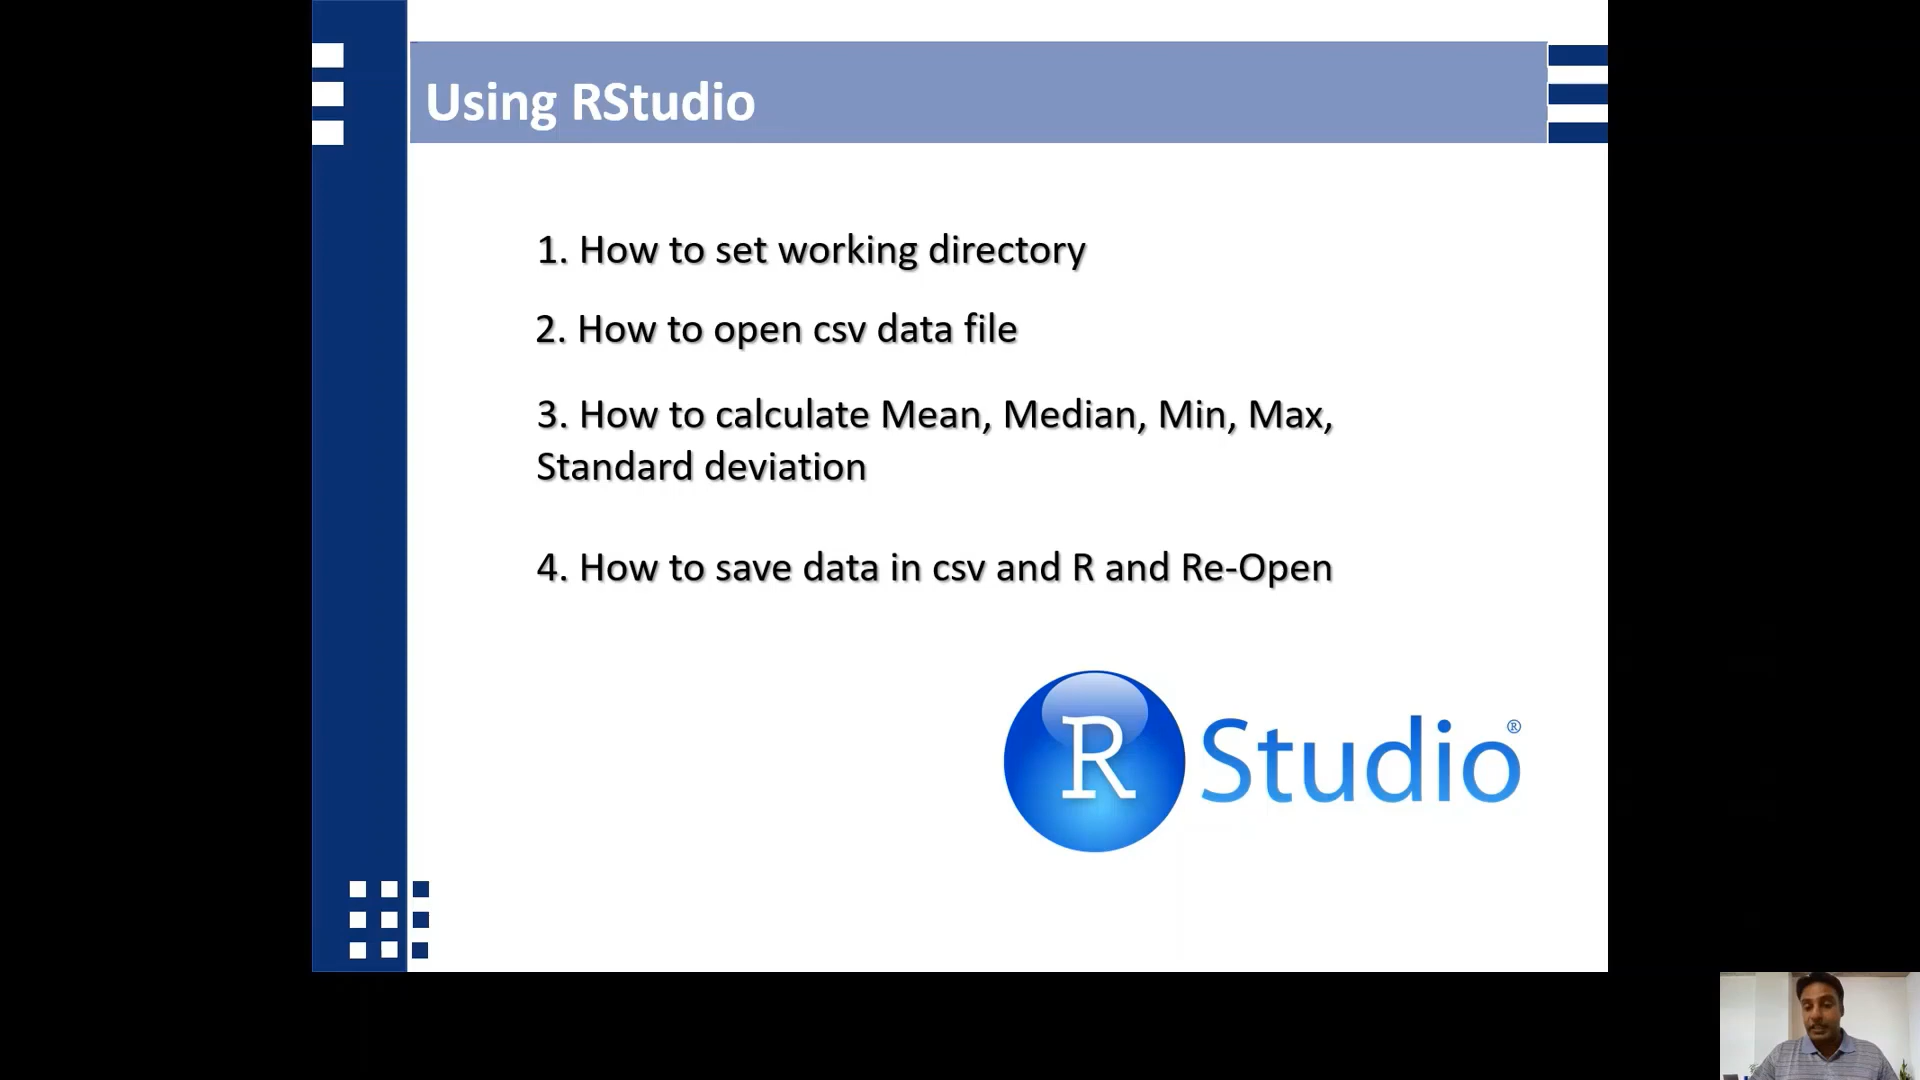 Using RStudio
1. How to set working directory
2. How to open csv data file
3. How to calculate Mean, Median, Min, Max,
Standard deviation
4. How to save data in csv and R and Re-Open
R Studio®